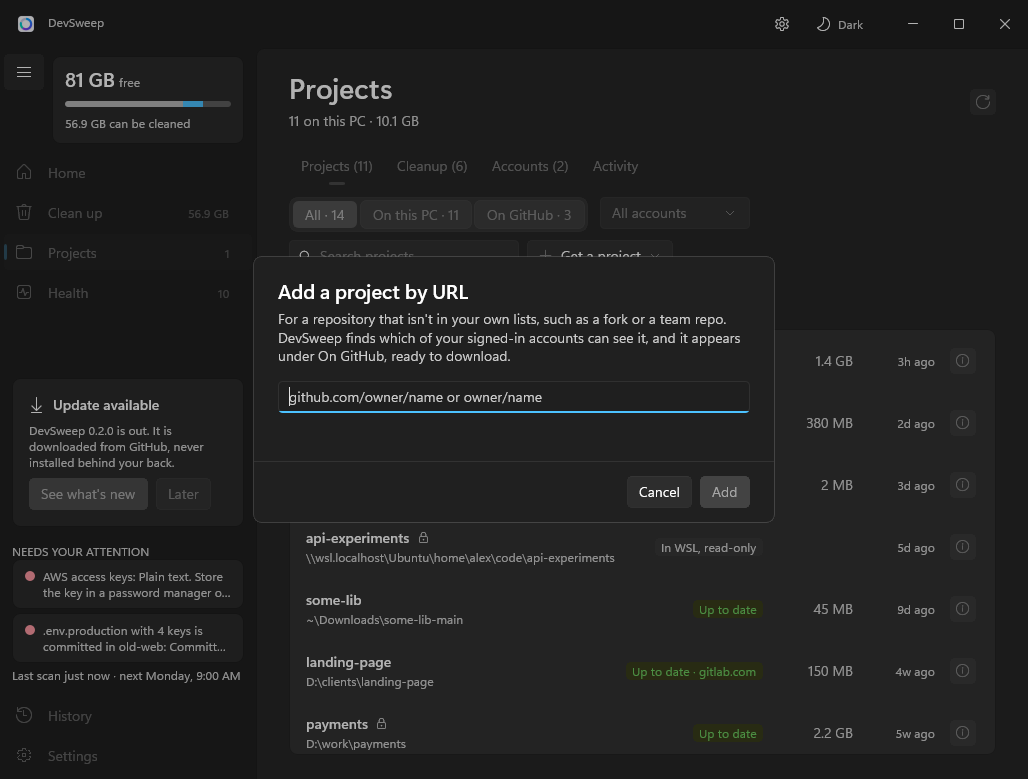 DevSweep
Dark
81 GB free
56.9 GB can be cleaned
Home
Clean up 56.9 GB
Projects 1
Health 10
Update available
DevSweep 0.2.0 is out. It is
downloaded from GitHub, never
installed behind your back.
See what's new Later
NEEDS YOUR ATTENTION
AWS access keys: Plain text. Store
the key in a password manager o...
.env.production with 4 keys is
committed in old-web: Committ...
Last scan just now · next Monday, 9:00 AM
History
Settings
Projects
11 on this PC · 10.1 GB
Projects (11) Cleanup (6) Accounts (2) Activity
All · 14 On this PC · 11 On GitHub · 3 All accounts
Search projects Get a project
Add a project by URL
For a repository that isn't in your own lists, such as a fork or a team repo.
DevSweep finds which of your signed-in accounts can see it, and it appears
under On GitHub, ready to download.
github.com/owner/name or owner/name
Cancel Add
1.4 GB 3h ago
380 MB 2d ago
2 MB 3d ago
api-experiments
\\wsl.localhost\Ubuntu\home\alex\code\api-experiments
In WSL, read-only 5d ago
some-lib
~\Downloads\some-lib-main
Up to date 45 MB 9d ago
landing-page
D:\clients\landing-page
Up to date · gitlab.com 150 MB 4w ago
payments
D:\work\payments
Up to date 2.2 GB 5w ago